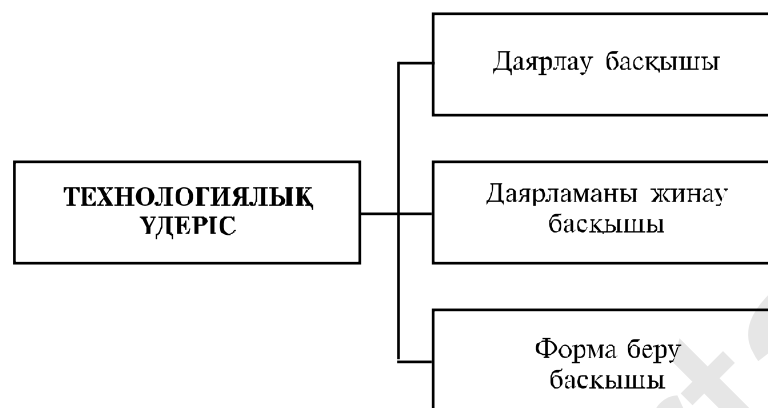 Даярлау басқышы
ТЕХНОЛОГИЯЛЫҚ
ҮДЕРІС
Даярламаны жинау
басқышы
Форма беру
басқышы